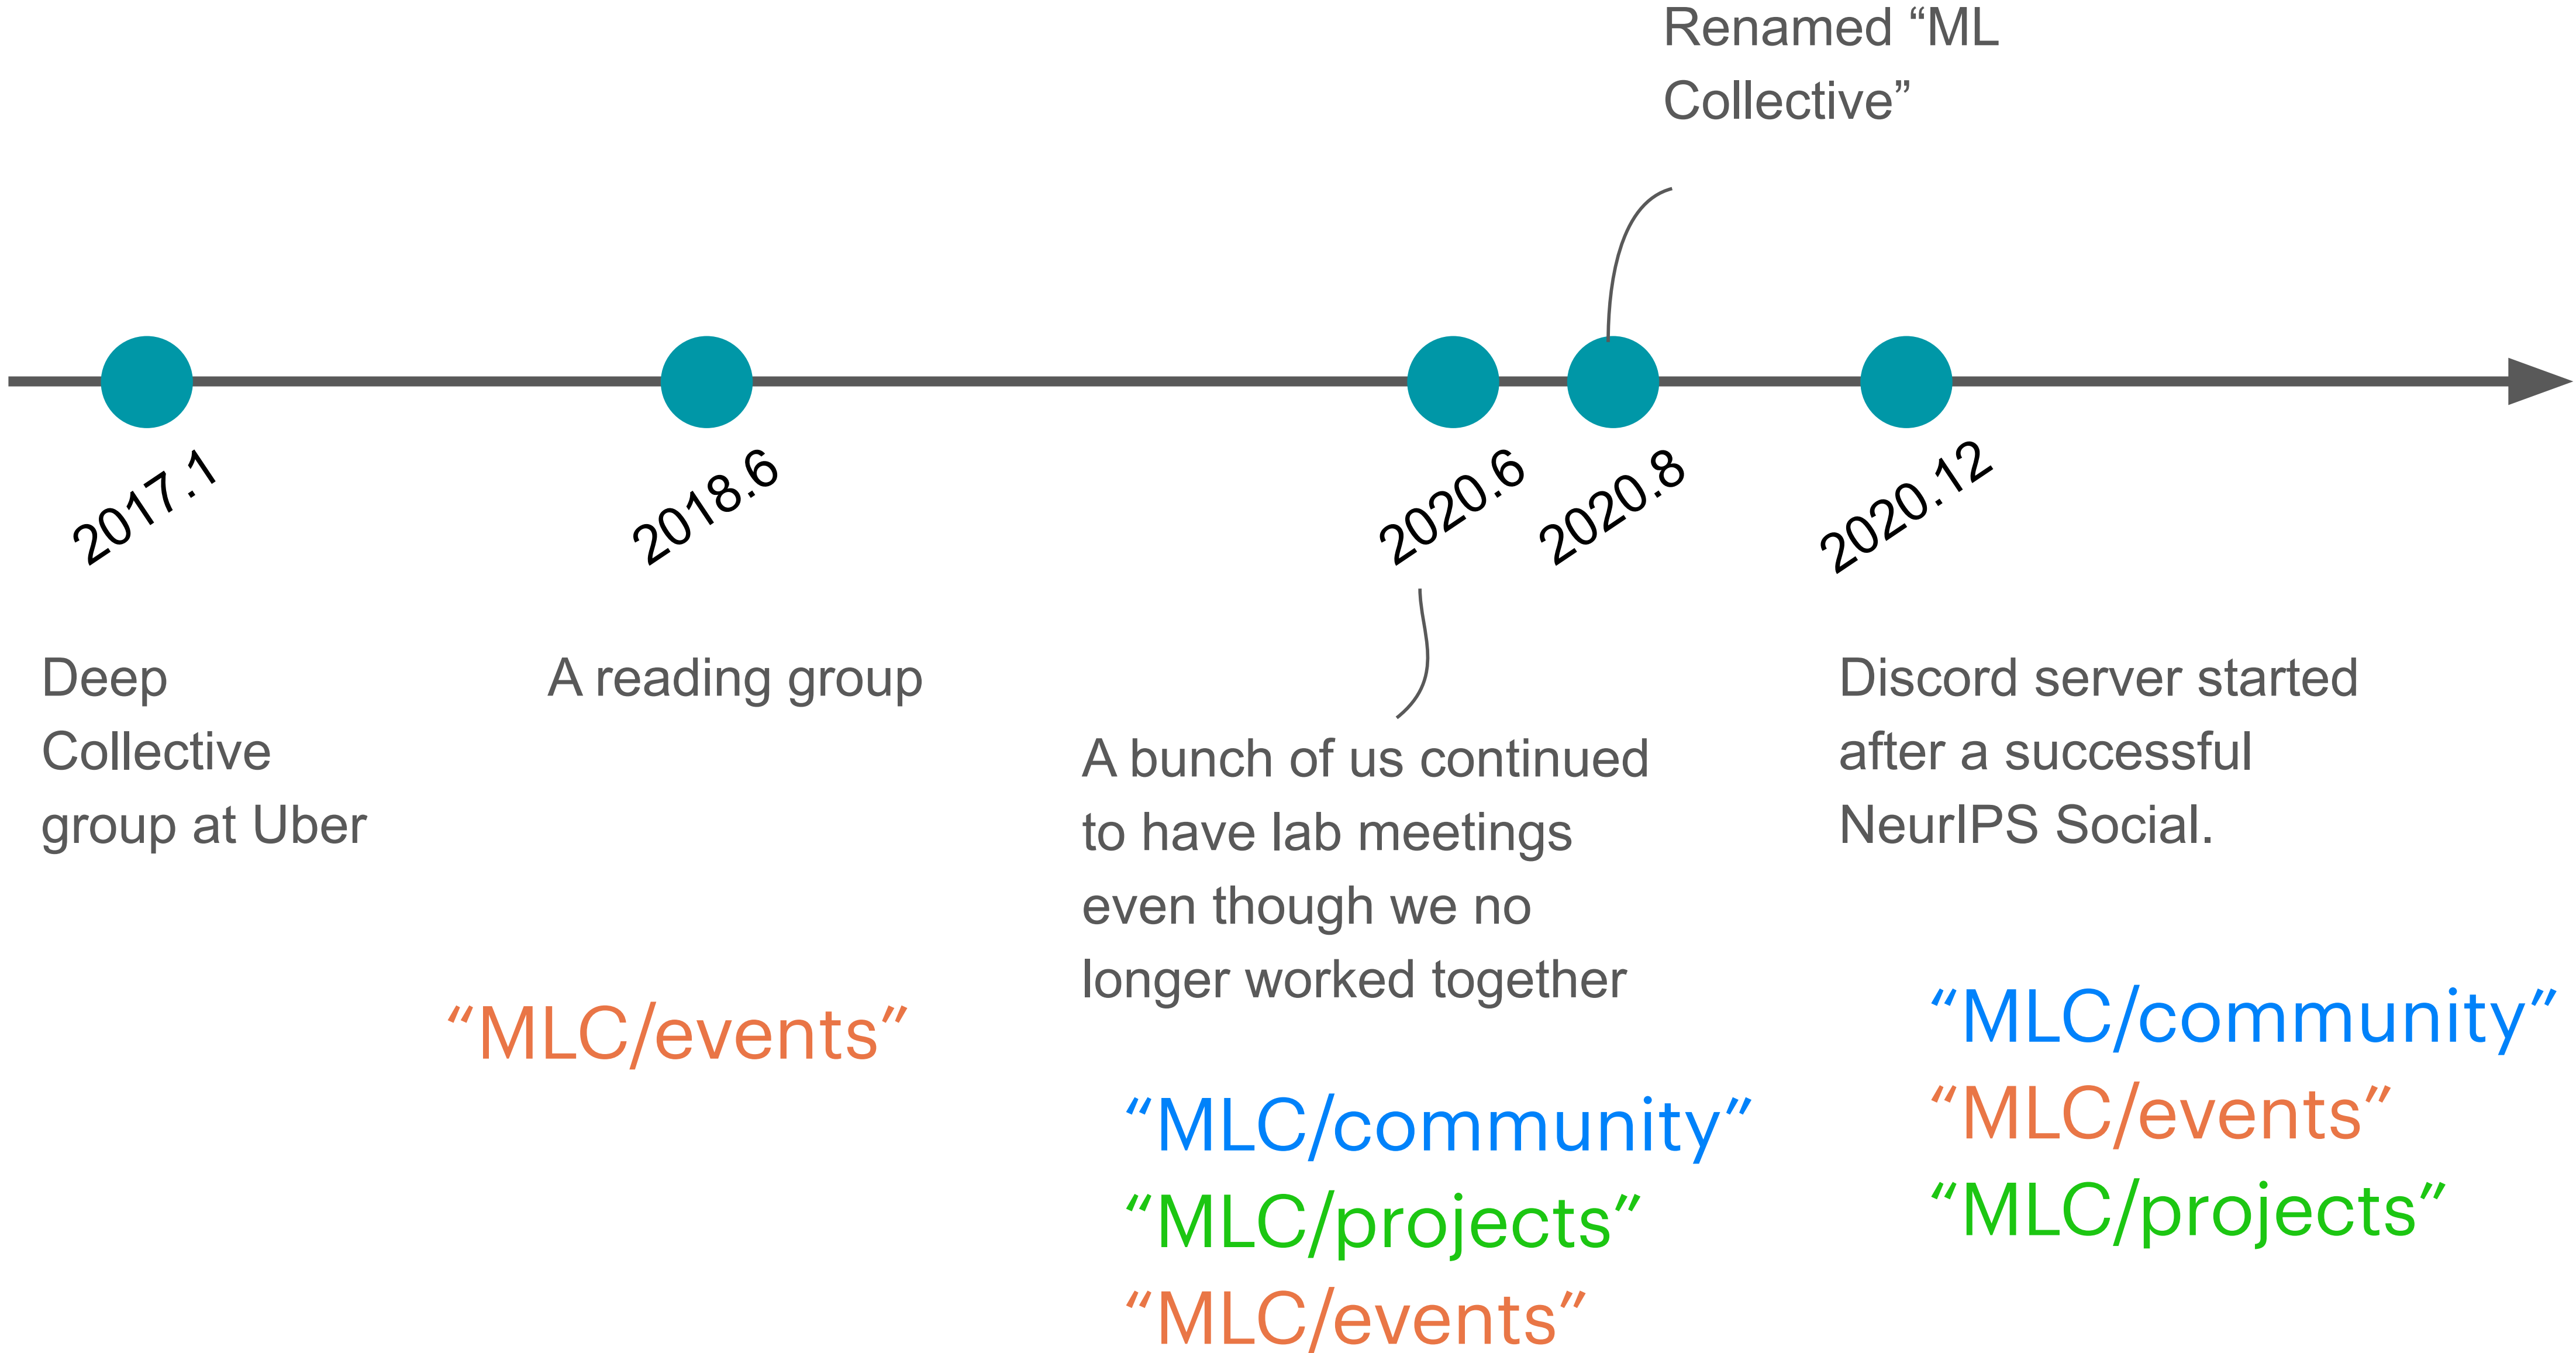 Renamed “ML
Collective”
2017.1
2018.6
2020.6
2020.8
2020.12
Deep
Collective
group at Uber
A reading group
A bunch of us continued
to have lab meetings
even though we no
longer worked together
Discord server started
after a successful
NeurIPS Social.
“MLC/events”
“MLC/community”
“MLC/projects”
“MLC/events”
“MLC/community”
“MLC/events”
“MLC/projects”